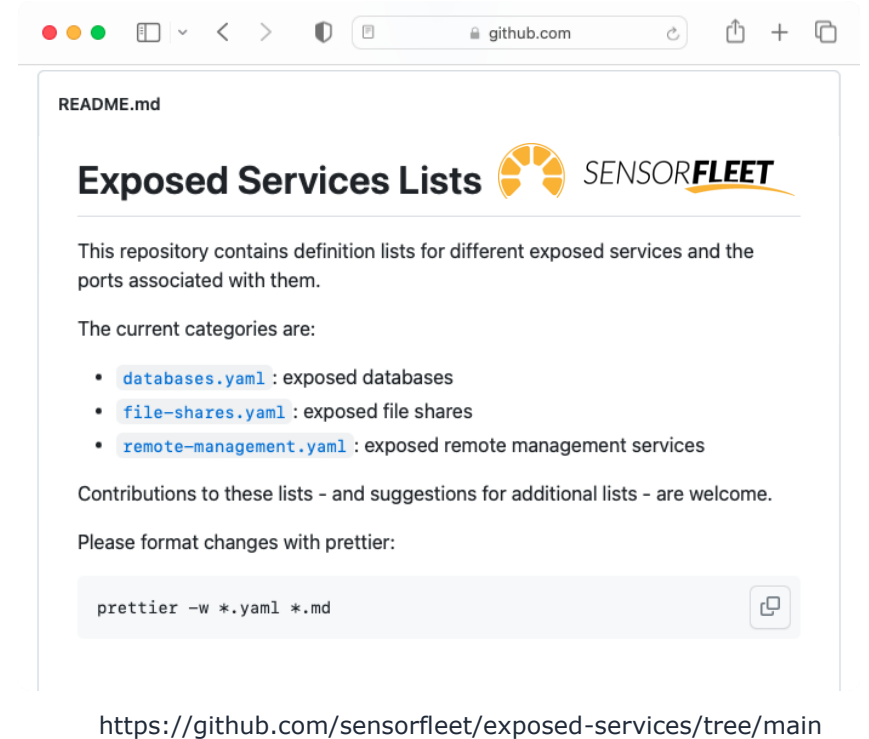 github.com
README.md
Exposed Services Lists SENSORFLEET
This repository contains definition lists for different exposed services and the
ports associated with them.
The current categories are:
• databases.yaml : exposed databases
• file-shares.yaml : exposed file shares
• remote-management.yaml : exposed remote management services
Contributions to these lists - and suggestions for additional lists - are welcome.
Please format changes with prettier:
prettier -w *.yaml *.md
https://github.com/sensorfleet/exposed-services/tree/main